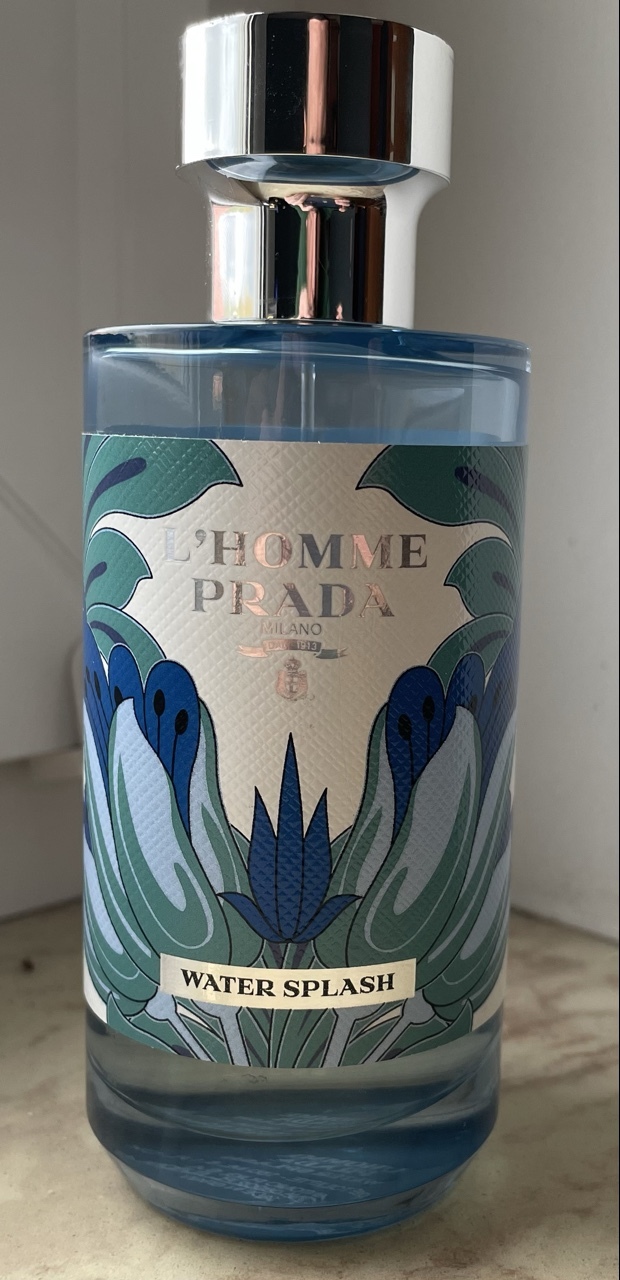 L'HOMME
PRADA
MILANO
DAL 1913
WATER SPLASH